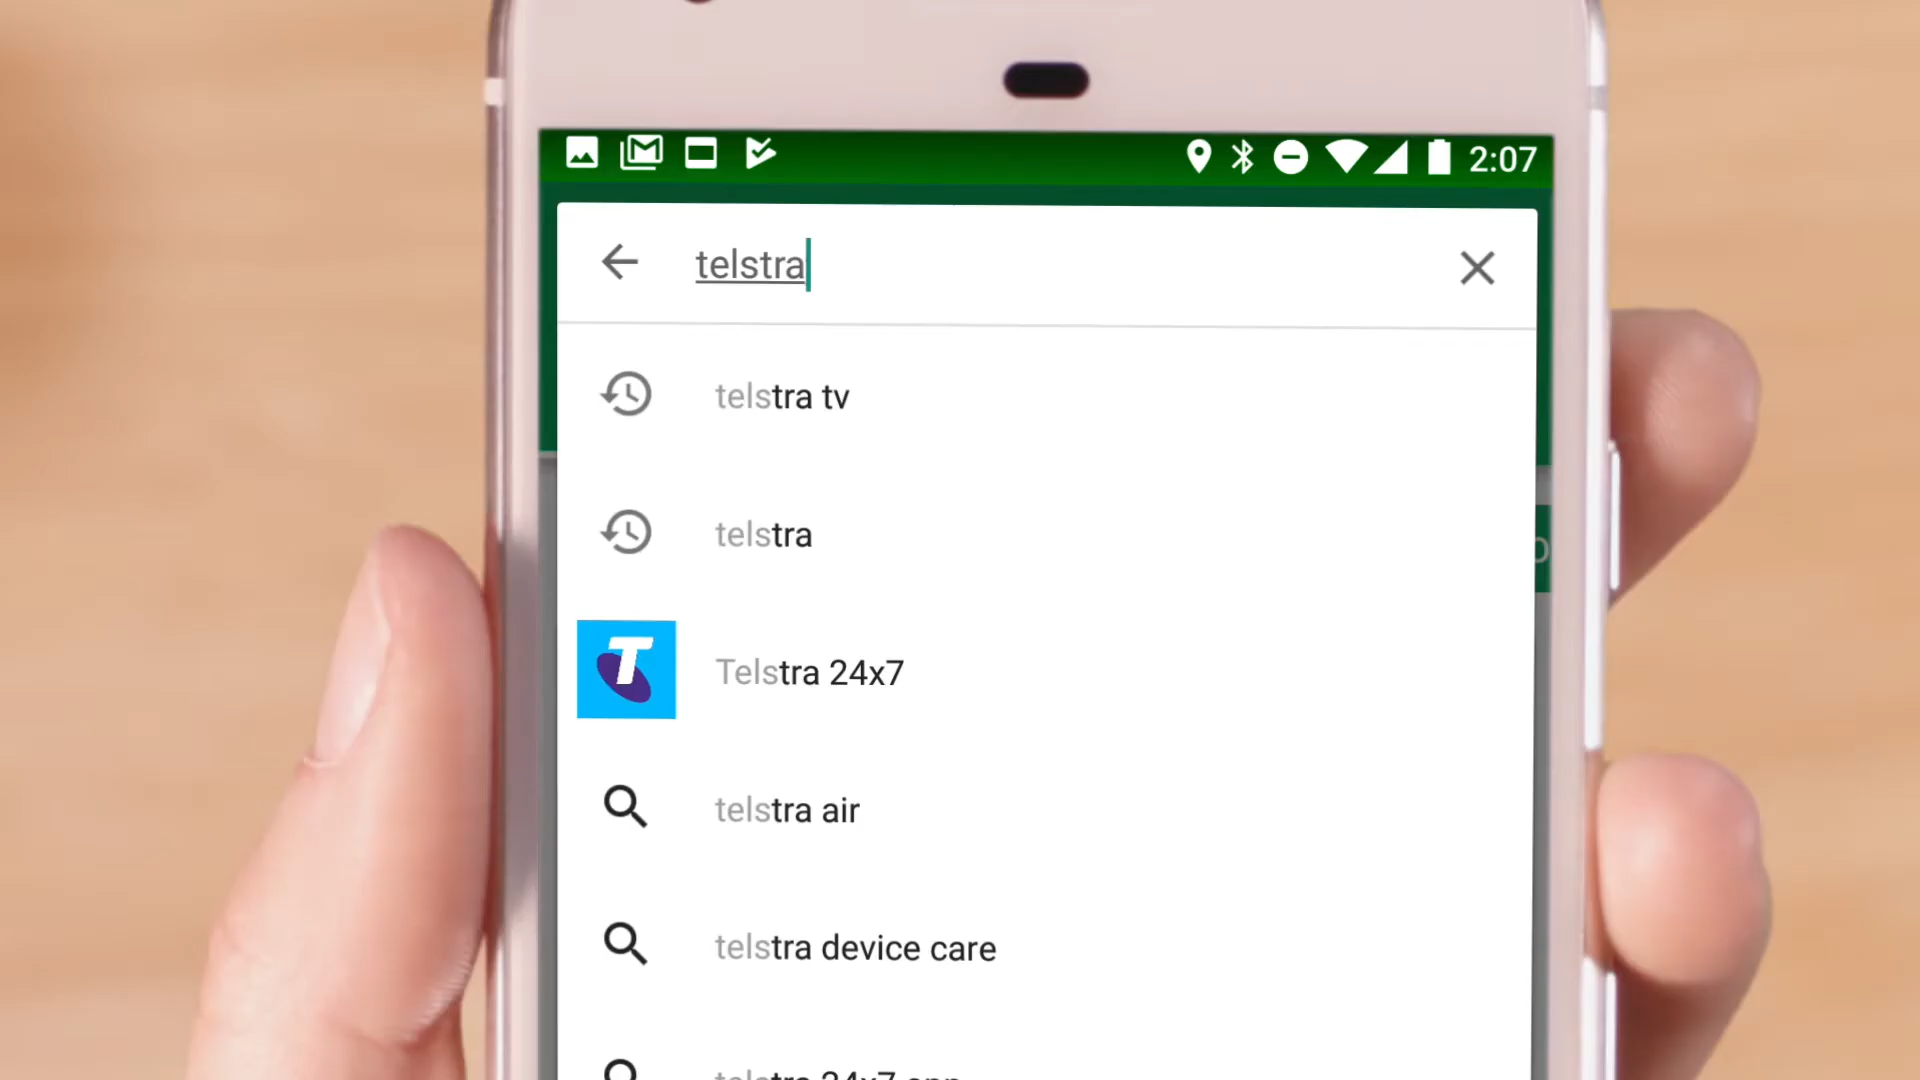 2:07
telstra
telstra tv
telstra
T
Telstra 24x7
telstra air
telstra device care
telstra 24x7 app